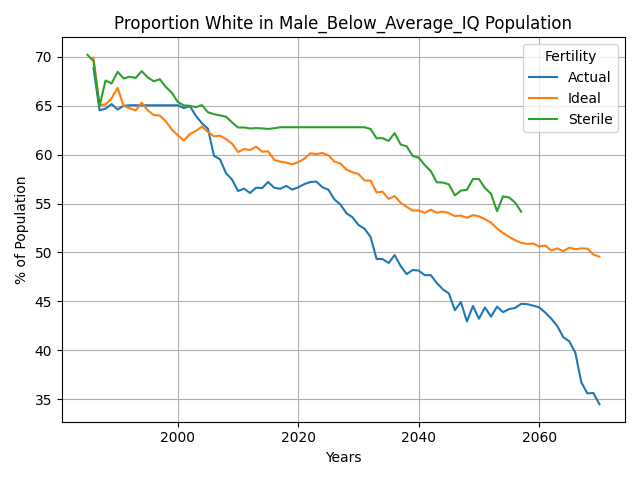 Proportion White in Male_Below_Average_IQ Population
Fertility
Actual
Ideal
Sterile
% of Population
70
65
60
55
50
45
40
35
2000
2020
2040
2060
Years